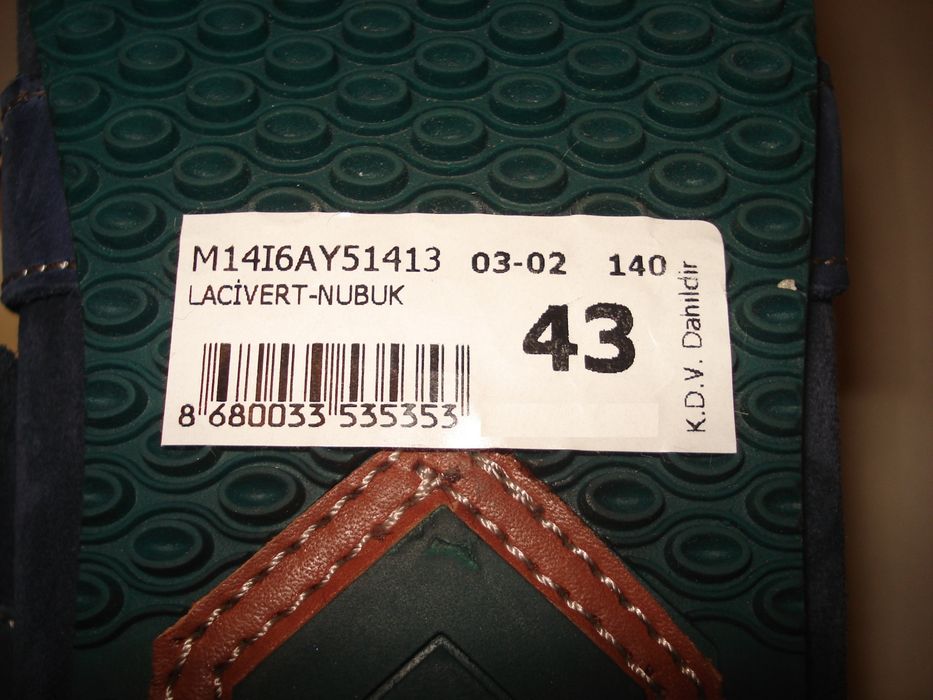 M14I6AY51413 03-02 140
LACİVERT-NUBUK
43
8 680033 535353
K.D.V. Dahildir